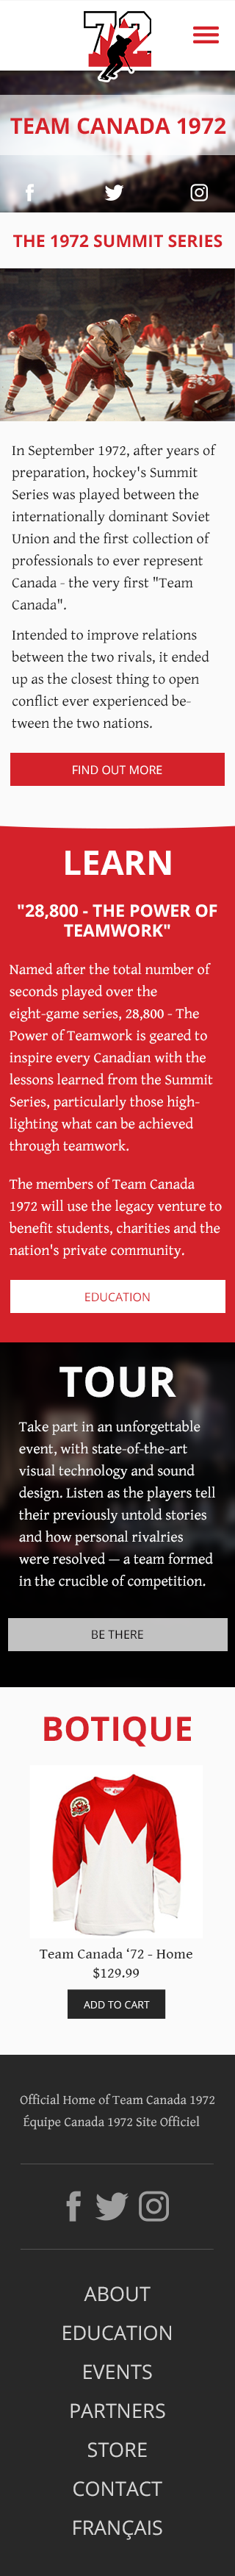 72
TEAM CANADA 1972
THE 1972 SUMMIT SERIES
In September 1972, after years of
preparation, hockey's Summit
Series was played between the
internationally dominant Soviet
Union and the first collection of
professionals to ever represent
Canada - the very first "Team
Canada".
Intended to improve relations
between the two rivals, it ended
up as the closest thing to open
conflict ever experienced be-
tween the two nations.
FIND OUT MORE
LEARN
"28,800 - THE POWER OF
TEAMWORK"
Named after the total number of
seconds played over the
eight-game series, 28,800 - The
Power of Teamwork is geared to
inspire every Canadian with the
lessons learned from the Summit
Series, particularly those high-
lighting what can be achieved
through teamwork.
The members of Team Canada
1972 will use the legacy venture to
benefit students, charities and the
nation's private community.
EDUCATION
TOUR
Take part in an unforgettable
event, with state-of-the-art
visual technology and sound
design. Listen as the players tell
their previously untold stories
and how personal rivalries
were resolved — a team formed
in the crucible of competition.
BE THERE
BOTIQUE
Team Canada ‘72 - Home
$129.99
ADD TO CART
Official Home of Team Canada 1972
Équipe Canada 1972 Site Officiel
ABOUT
EDUCATION
EVENTS
PARTNERS
STORE
CONTACT
FRANÇAIS